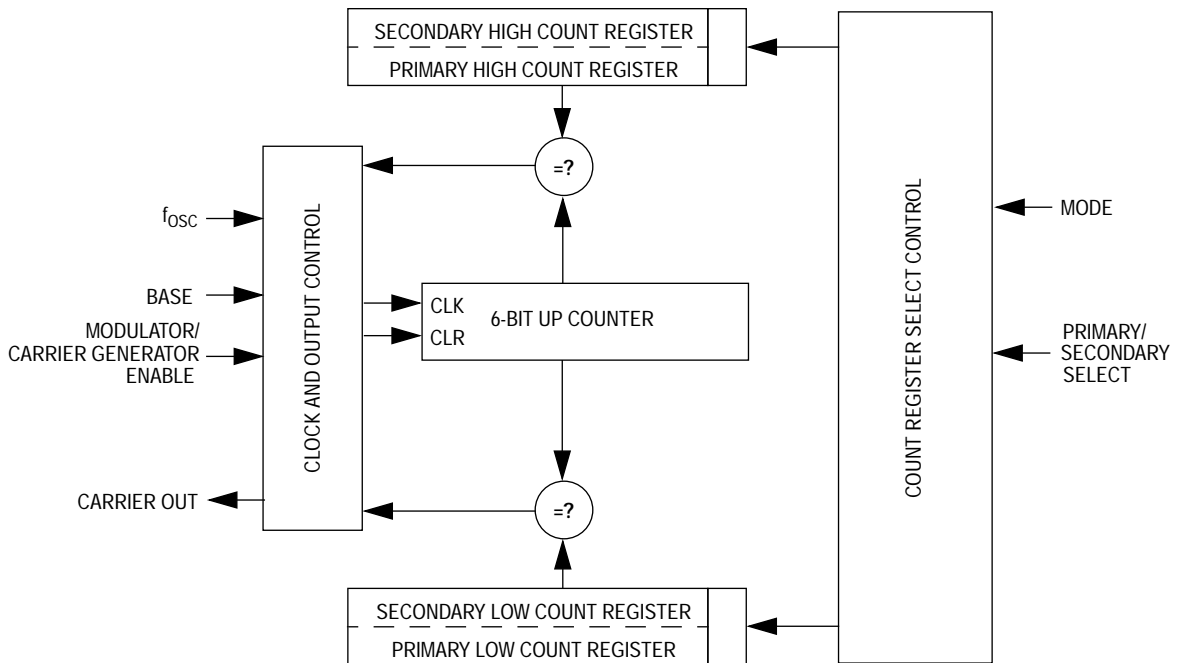 SECONDARY HIGH COUNT REGISTER
PRIMARY HIGH COUNT REGISTER
=?
fOSC
BASE
MODULATOR/
CARRIER GENERATOR
ENABLE
CARRIER OUT
CLOCK AND OUTPUT CONTROL
CLK
CLR
6-BIT UP COUNTER
=?
SECONDARY LOW COUNT REGISTER
PRIMARY LOW COUNT REGISTER
COUNT REGISTER SELECT CONTROL
MODE
PRIMARY/
SECONDARY
SELECT